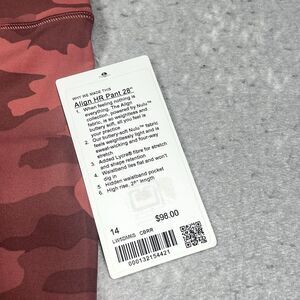 WHY WE MADE THIS
Align HR Pant 28"
1. When feeling nothing is
everything. The Align
collection, powered by Nulu™
fabric, is so weightless and
buttery soft, all you feel is
your practice
2. Our buttery-soft Nulu™ fabric
feels weightlessly light and is
sweat-wicking and four-way
stretch
3. Added Lycra® fibre for stretch
and shape retention
4. Waistband lies flat and won't
dig in
5. Hidden waistband pocket
6. High rise, 28" length
14
$98.00
LW5DMKS CBRR
000132154421